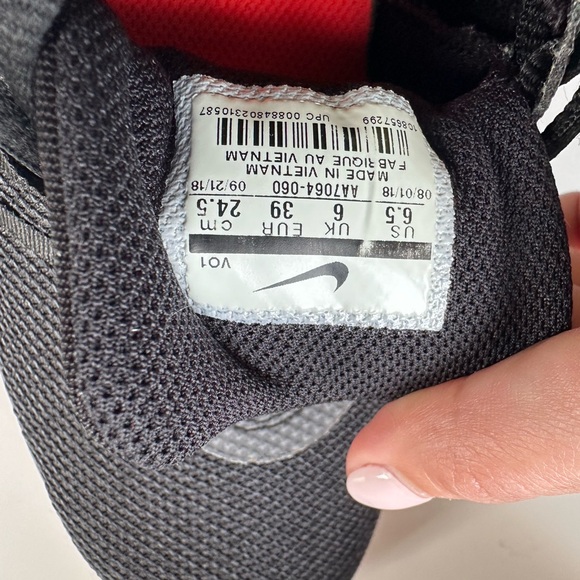 VO1
US UK EUR cm
6.5 6 39 24.5
08/01/18 AA7064-060 09/21/18
MADE IN VIETNAM
FABRIQUE AU VIETNAM
108657299 UPC 00884802310587